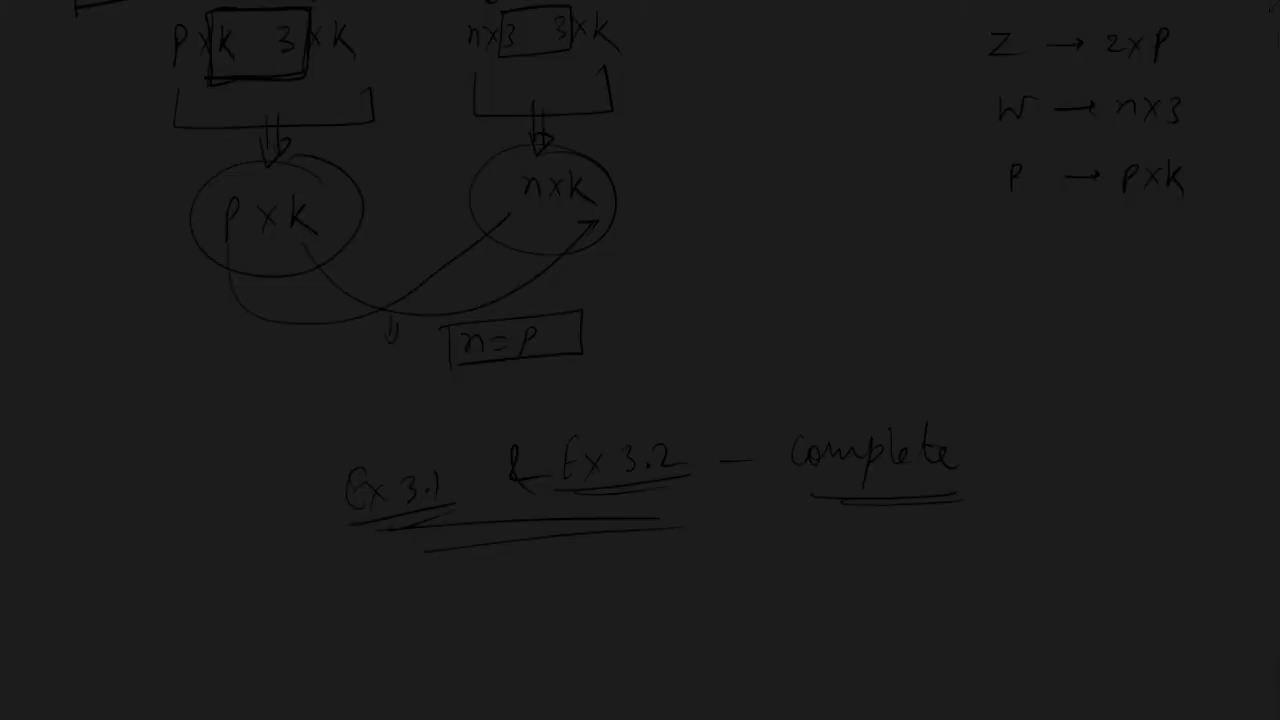 p×k 3×k n×3 3×k
Z → 2×p
W → n×3
P → p×k
p×k n×k
n=p
Ex 3.1 & Ex 3.2 – complete